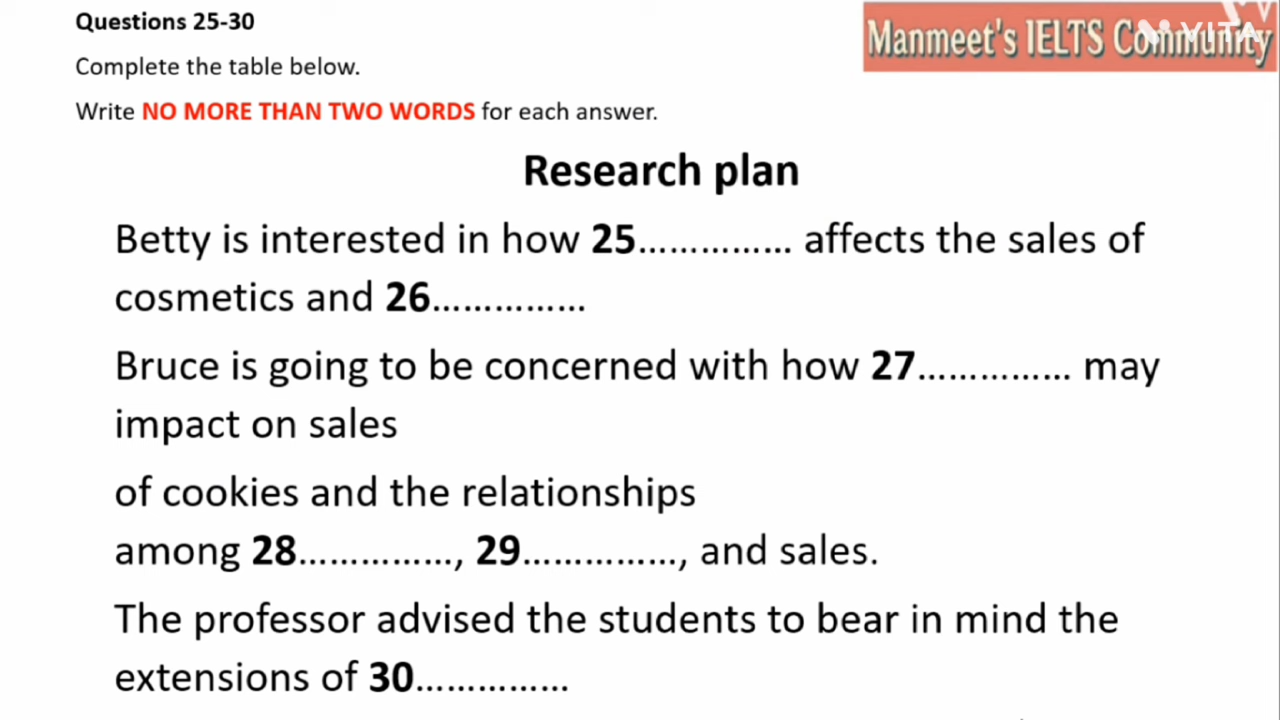 Questions 25-30
Manmeet's IELTS Community
VITA
Complete the table below.
Write NO MORE THAN TWO WORDS for each answer.
Research plan
Betty is interested in how 25…………… affects the sales of
cosmetics and 26……………
Bruce is going to be concerned with how 27…………… may
impact on sales
of cookies and the relationships
among 28……………, 29……………, and sales.
The professor advised the students to bear in mind the
extensions of 30……………